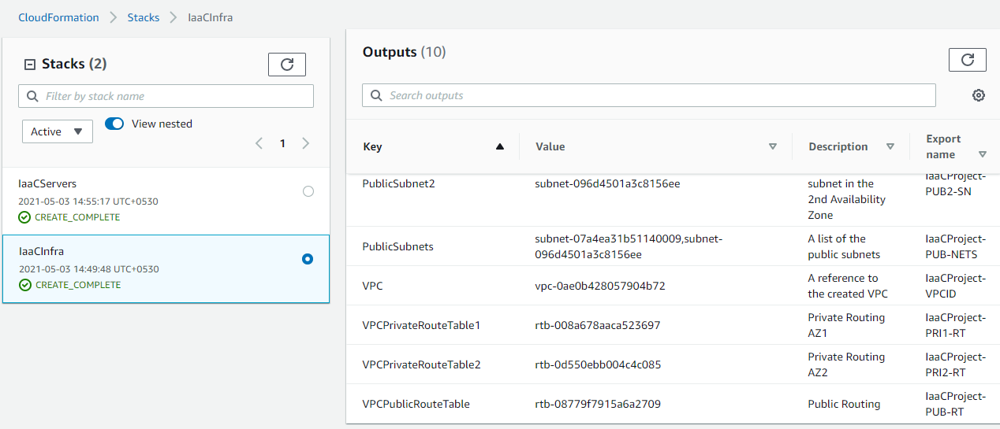 CloudFormation > Stacks > IaaCInfra
Stacks (2)
Filter by stack name
Active
View nested
1
IaaCServers
2021-05-03 14:55:17 UTC+0530
CREATE_COMPLETE
IaaCInfra
2021-05-03 14:49:48 UTC+0530
CREATE_COMPLETE
Outputs (10)
Search outputs
Key
Value
Description
Export
name
PublicSubnet2
subnet-096d4501a3c8156ee
subnet in the
2nd Availability
Zone
IaaCProject-
PUB2-SN
PublicSubnets
subnet-07a4ea31b51140009,subnet-
096d4501a3c8156ee
A list of the
public subnets
IaaCProject-
PUB-NETS
VPC
vpc-0ae0b428057904b72
A reference to
the created VPC
IaaCProject-
VPCID
VPCPrivateRouteTable1
rtb-008a678aaca523697
Private Routing
AZ1
IaaCProject-
PRI1-RT
VPCPrivateRouteTable2
rtb-0d550ebb004c4c085
Private Routing
AZ2
IaaCProject-
PRI2-RT
VPCPublicRouteTable
rtb-08779f7915a6a2709
Public Routing
IaaCProject-
PUB-RT